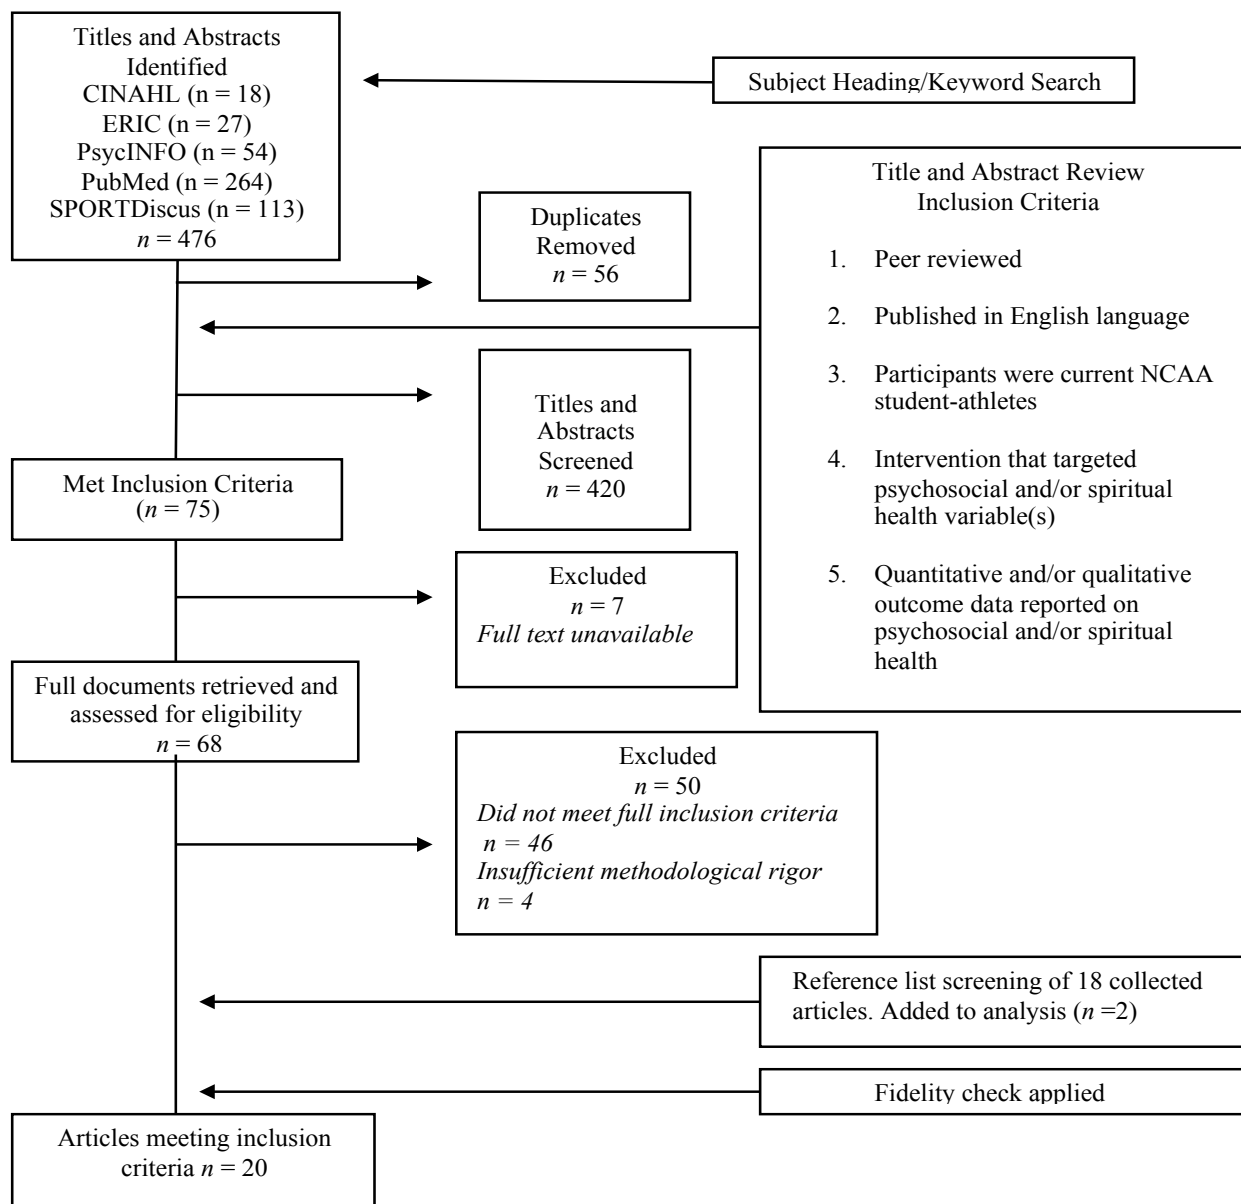 Titles and Abstracts
Identified
CINAHL (n = 18)
ERIC (n = 27)
PsycINFO (n = 54)
PubMed (n = 264)
SPORTDiscus (n = 113)
n = 476
Subject Heading/Keyword Search
Duplicates
Removed
n = 56
Title and Abstract Review
Inclusion Criteria
1. Peer reviewed
2. Published in English language
3. Participants were current NCAA
student-athletes
4. Intervention that targeted
psychosocial and/or spiritual
health variable(s)
5. Quantitative and/or qualitative
outcome data reported on
psychosocial and/or spiritual
health
Titles and
Abstracts
Screened
n = 420
Met Inclusion Criteria
(n = 75)
Excluded
n = 7
Full text unavailable
Full documents retrieved and
assessed for eligibility
n = 68
Excluded
n = 50
Did not meet full inclusion criteria
n = 46
Insufficient methodological rigor
n = 4
Reference list screening of 18 collected
articles. Added to analysis (n =2)
Fidelity check applied
Articles meeting inclusion
criteria n = 20